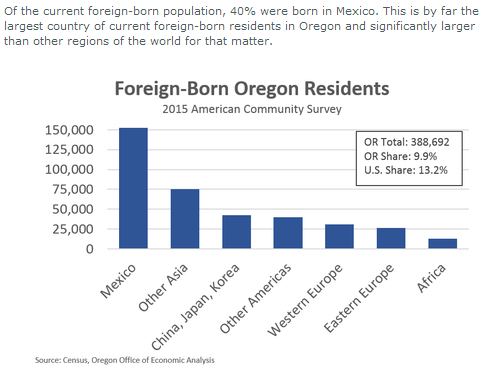 Of the current foreign-born population, 40% were born in Mexico. This is by far the
largest country of current foreign-born residents in Oregon and significantly larger
than other regions of the world for that matter.
Foreign-Born Oregon Residents
2015 American Community Survey
150,000
125,000
100,000
75,000
50,000
25,000
0
OR Total: 388,692
OR Share: 9.9%
U.S. Share: 13.2%
Mexico
Other Asia
China, Japan, Korea
Other Americas
Western Europe
Eastern Europe
Africa
Source: Census, Oregon Office of Economic Analysis